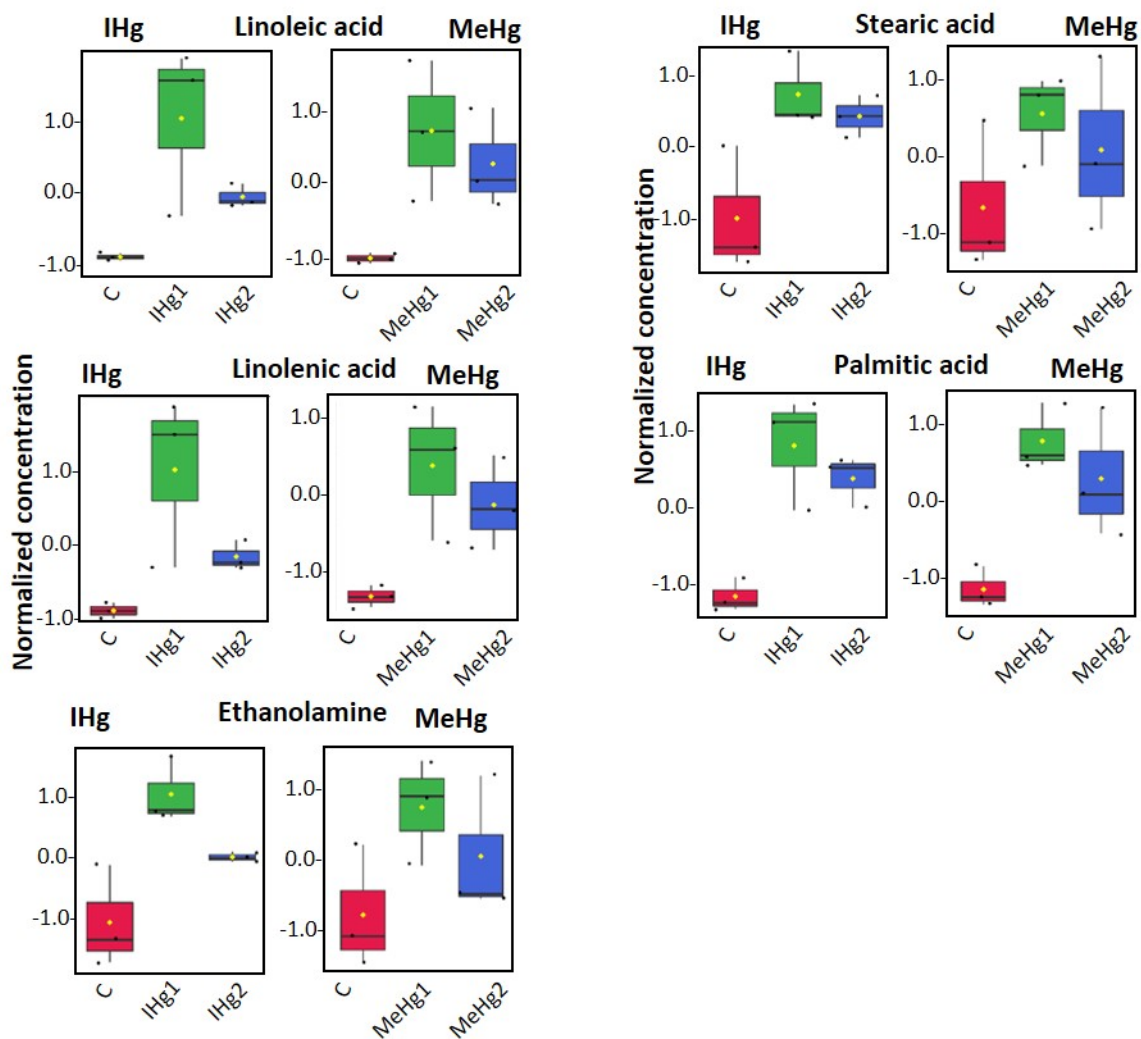 IHg Linoleic acid MeHg
1.0-
0.0-
-1.0-
C IHg1 IHg2
1.0-
0.0-
-1.0-
C MeHg1 MeHg2
IHg Linolenic acid MeHg
1.0-
0.0-
-1.0-
C IHg1 IHg2
1.0-
0.0-
-1.0-
C MeHg1 MeHg2
Normalized concentration
IHg Ethanolamine MeHg
1.0-
0.0-
-1.0-
C IHg1 IHg2
1.0-
0.0-
-1.0-
C MeHg1 MeHg2
IHg Stearic acid MeHg
1.0-
0.0-
-1.0-
C IHg1 IHg2
1.0-
0.0-
-1.0-
C MeHg1 MeHg2
Normalized concentration
IHg Palmitic acid MeHg
1.0-
0.0-
-1.0-
C IHg1 IHg2
1.0-
0.0-
-1.0-
C MeHg1 MeHg2